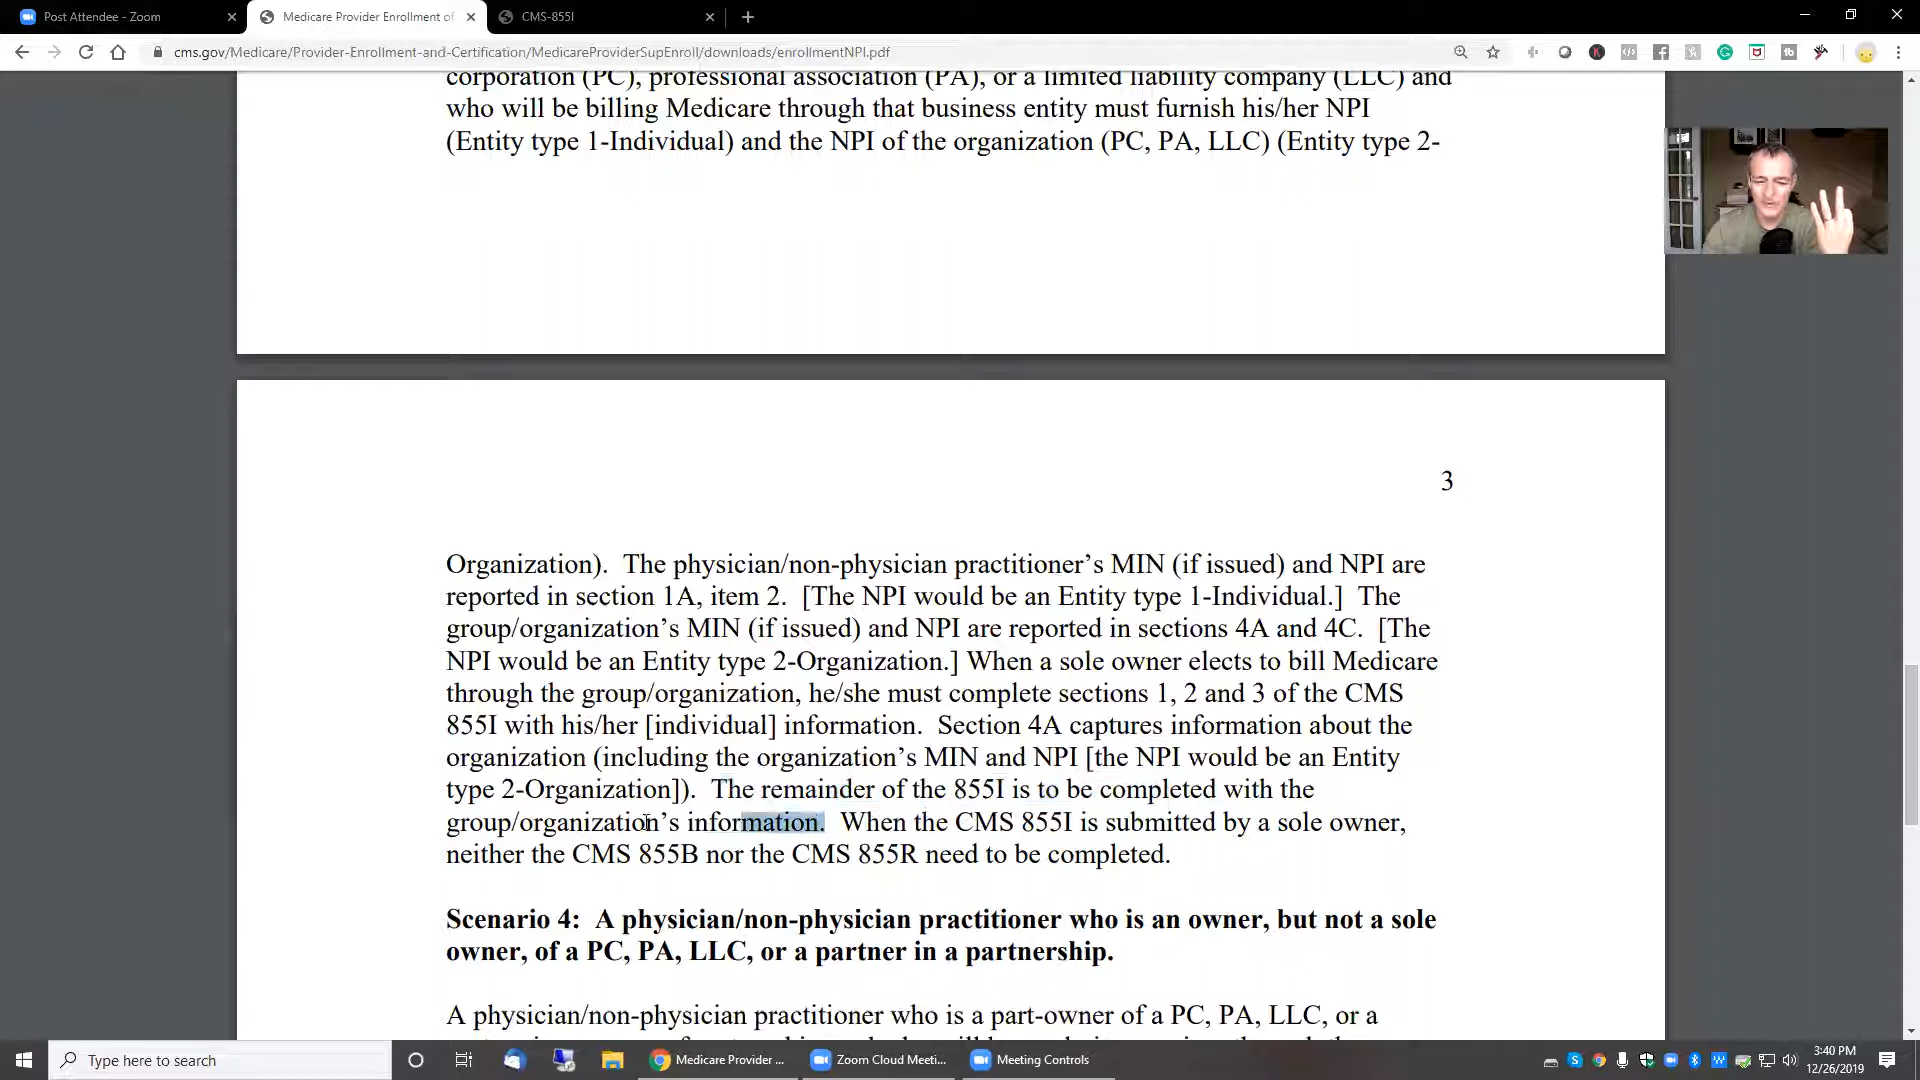 Post Attendee - Zoom
Medicare Provider Enrollment of
CMS-855I
cms.gov/Medicare/Provider-Enrollment-and-Certification/MedicareProviderSupEnroll/downloads/enrollmentNPI.pdf
corporation (PC), professional association (PA), or a limited liability company (LLC) and
who will be billing Medicare through that business entity must furnish his/her NPI
(Entity type 1-Individual) and the NPI of the organization (PC, PA, LLC) (Entity type 2-
3
Organization).  The physician/non-physician practitioner’s MIN (if issued) and NPI are
reported in section 1A, item 2.  [The NPI would be an Entity type 1-Individual.]  The
group/organization’s MIN (if issued) and NPI are reported in sections 4A and 4C.  [The
NPI would be an Entity type 2-Organization.] When a sole owner elects to bill Medicare
through the group/organization, he/she must complete sections 1, 2 and 3 of the CMS
855I with his/her [individual] information.  Section 4A captures information about the
organization (including the organization’s MIN and NPI [the NPI would be an Entity
type 2-Organization]).  The remainder of the 855I is to be completed with the
group/organization’s information.  When the CMS 855I is submitted by a sole owner,
neither the CMS 855B nor the CMS 855R need to be completed.
Scenario 4:  A physician/non-physician practitioner who is an owner, but not a sole
owner, of a PC, PA, LLC, or a partner in a partnership.
A physician/non-physician practitioner who is a part-owner of a PC, PA, LLC, or a
Type here to search
Medicare Provider ...
Zoom Cloud Meeti...
Meeting Controls
3:40 PM
12/26/2019